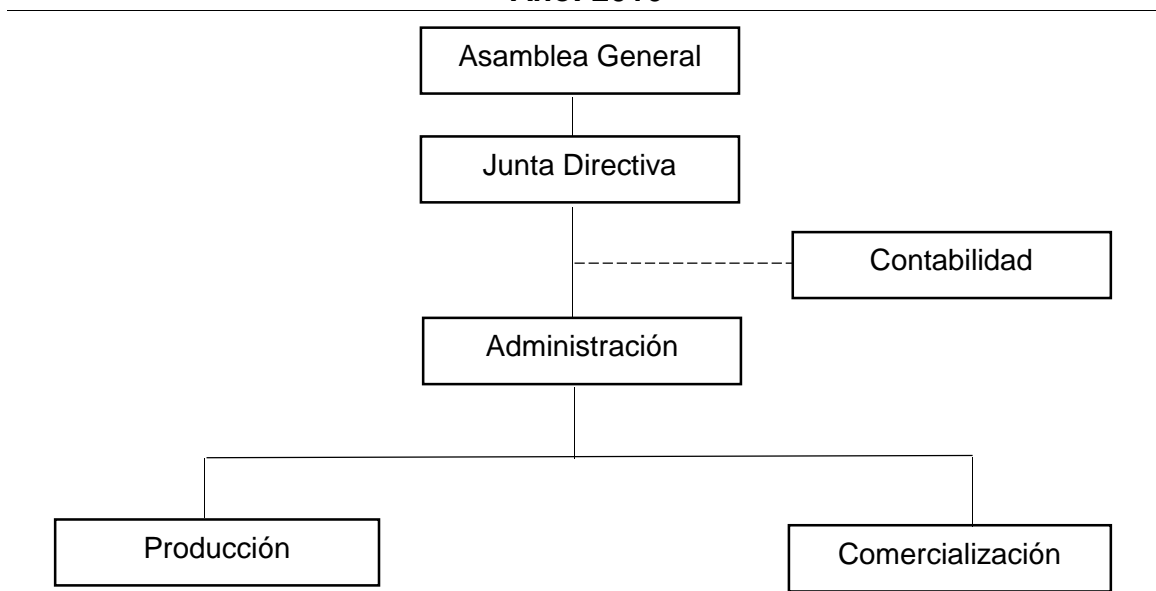 Asamblea General
Junta Directiva
Contabilidad
Administración
Producción
Comercialización